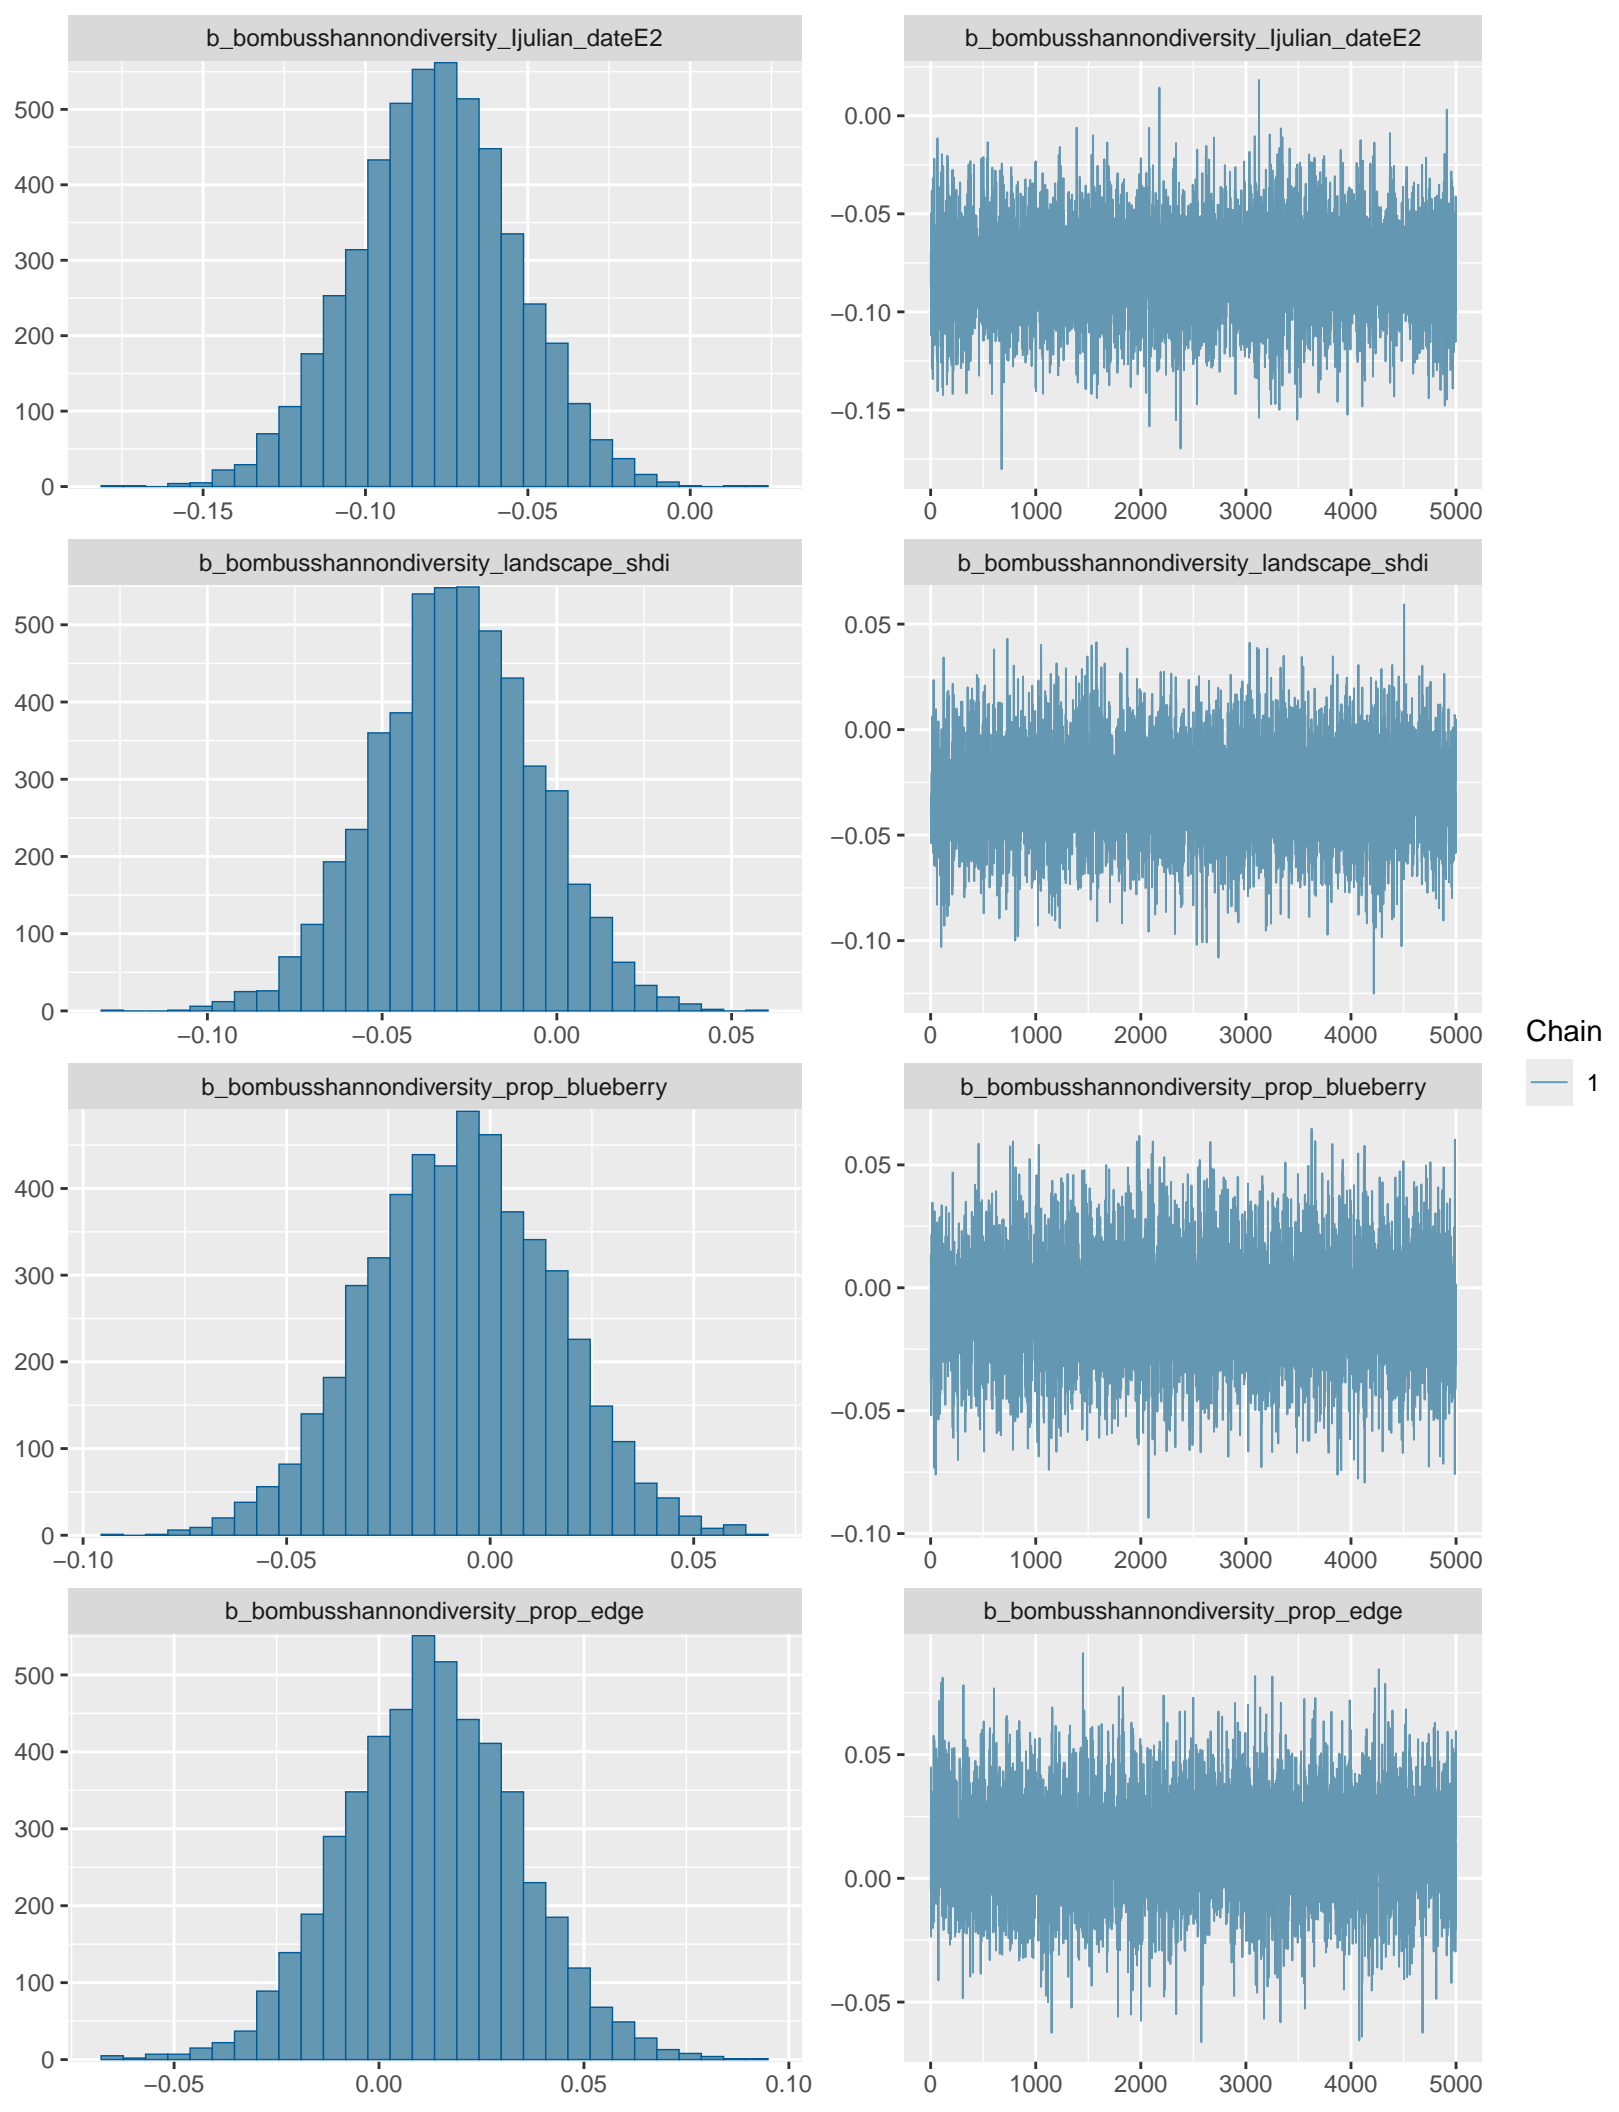 b_bombusshannondiversity_Ijulian_dateE2
b_bombusshannondiversity_Ijulian_dateE2
500
400
300
200
100
0
−0.15 −0.10 −0.05 0.00
0.00
−0.05
−0.10
−0.15
0 1000 2000 3000 4000 5000
b_bombusshannondiversity_landscape_shdi
b_bombusshannondiversity_landscape_shdi
500
400
300
200
100
0
−0.10 −0.05 0.00 0.05
0.05
0.00
−0.05
−0.10
0 1000 2000 3000 4000 5000
b_bombusshannondiversity_prop_blueberry
b_bombusshannondiversity_prop_blueberry
400
300
200
100
0
−0.10 −0.05 0.00 0.05
0.05
0.00
−0.05
−0.10
0 1000 2000 3000 4000 5000
b_bombusshannondiversity_prop_edge
b_bombusshannondiversity_prop_edge
500
400
300
200
100
0
−0.05 0.00 0.05 0.10
0.05
0.00
−0.05
0 1000 2000 3000 4000 5000
Chain
1